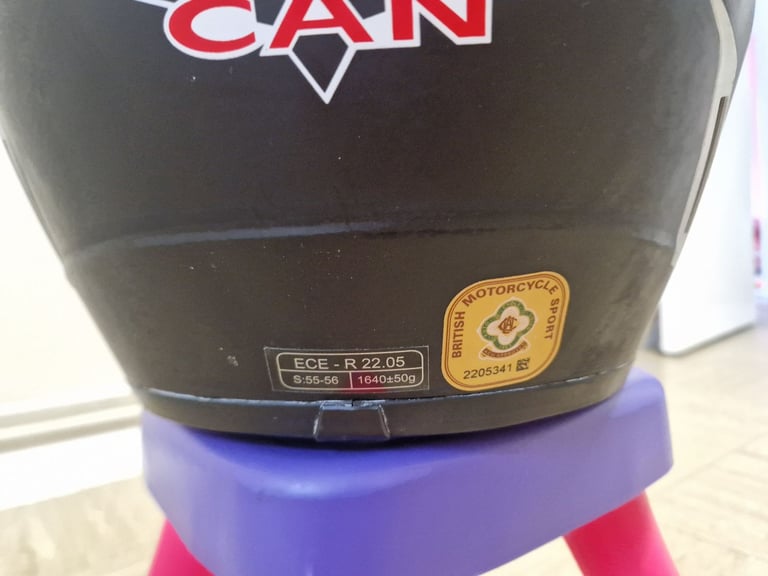 CAN
ECE - R 22.05
S:55-56 1640±50g
BRITISH MOTORCYCLE SPORT
2205341